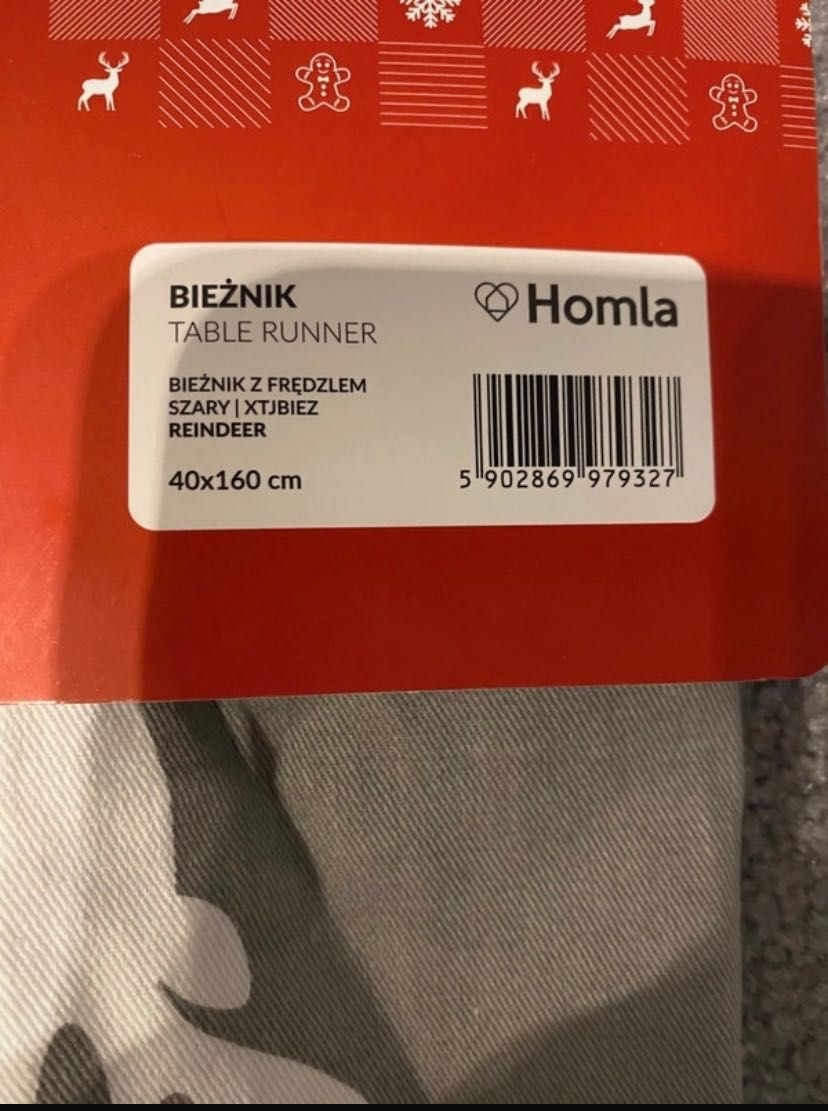 BIEŻNIK
TABLE RUNNER
Homla
BIEŻNIK Z FRĘDZLEM
SZARY | XTJBIEZ
REINDEER
40x160 cm
5 902869 979327